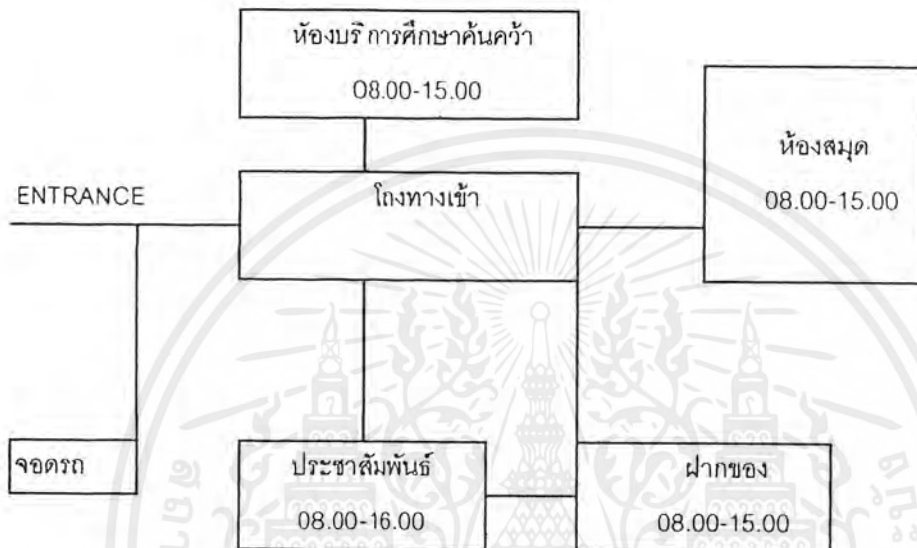 ห้องบริการศึกษาค้นคว้า
08.00-15.00
ห้องสมุด
08.00-15.00
ENTRANCE
โถงทางเข้า
จอดรถ
ประชาสัมพันธ์
08.00-16.00
ฝากของ
08.00-15.00